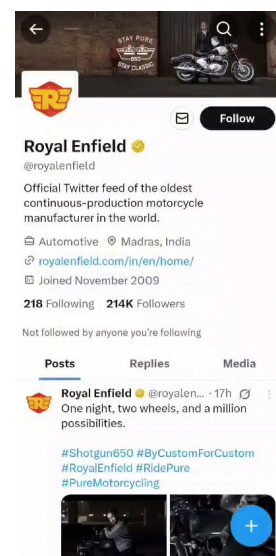 STAY PURE
650
STAY CLASSIC
R
Follow
Royal Enfield
@royalenfield
Official Twitter feed of the oldest
continuous-production motorcycle
manufacturer in the world.
Automotive Madras, India
royalenfield.com/in/en/home/
Joined November 2009
218 Following 214K Followers
Not followed by anyone you're following
Posts Replies Media
Royal Enfield @royalen... · 17h
One night, two wheels, and a million
possibilities.
#Shotgun650 #ByCustomForCustom
#RoyalEnfield #RidePure
#PureMotorcycling